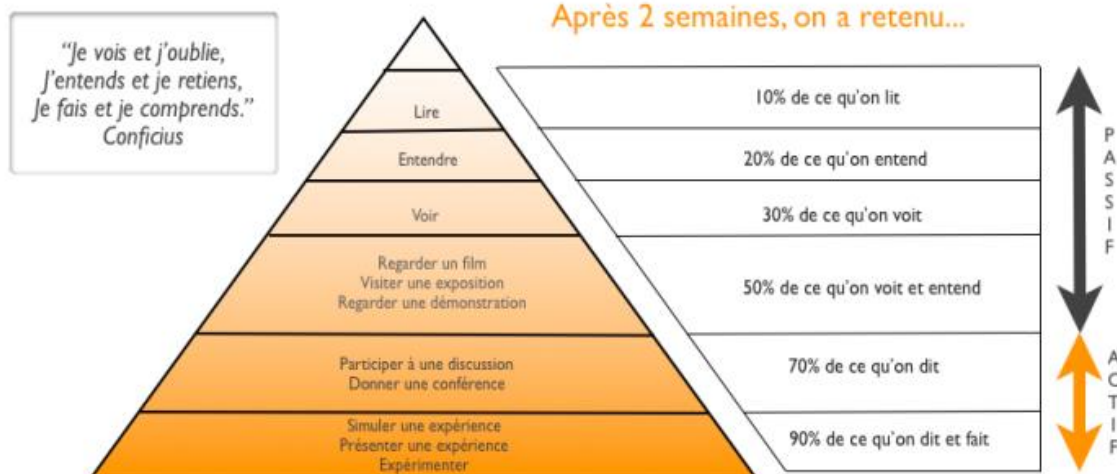 Après 2 semaines, on a retenu...
“Je vois et j'oublie,
J'entends et je retiens,
Je fais et je comprends.”
Conficius
Lire
Entendre
Voir
Regarder un film
Visiter une exposition
Regarder une démonstration
Participer à une discussion
Donner une conférence
Simuler une expérience
Présenter une expérience
Expérimenter
10% de ce qu'on lit
20% de ce qu'on entend
30% de ce qu'on voit
50% de ce qu'on voit et entend
70% de ce qu'on dit
90% de ce qu'on dit et fait
PASSIF
ACTIF